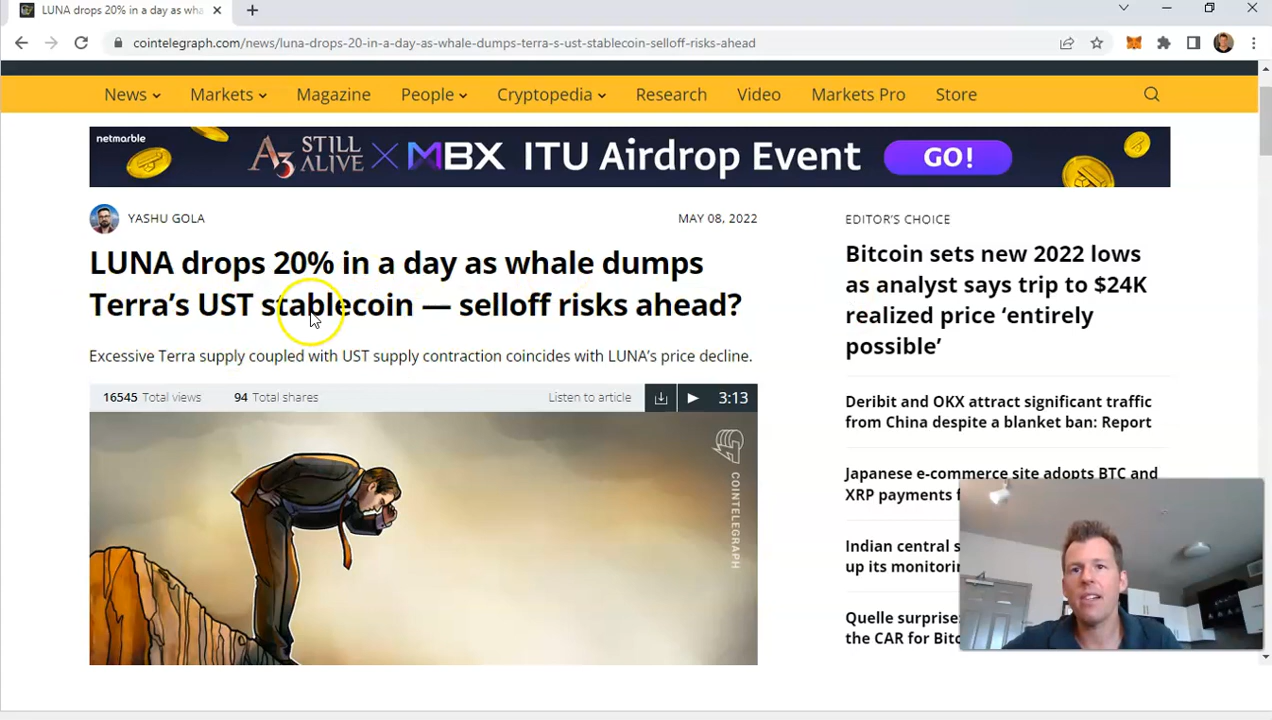 LUNA drops 20% in a day as wha
cointelegraph.com/news/luna-drops-20-in-a-day-as-whale-dumps-terra-s-ust-stablecoin-selloff-risks-ahead
News Markets Magazine People Cryptopedia Research Video Markets Pro Store
netmarble
A3 STILL ALIVE X MBX ITU Airdrop Event GO!
YASHU GOLA
MAY 08, 2022
LUNA drops 20% in a day as whale dumps
Terra's UST stablecoin — selloff risks ahead?
Excessive Terra supply coupled with UST supply contraction coincides with LUNA's price decline.
16545 Total views 94 Total shares Listen to article 3:13
COINTELEGRAPH
EDITOR'S CHOICE
Bitcoin sets new 2022 lows
as analyst says trip to $24K
realized price 'entirely
possible'
Deribit and OKX attract significant traffic
from China despite a blanket ban: Report
Japanese e-commerce site adopts BTC and
XRP payments
Indian central
up its monitorin
Quelle surprise
the CAR for Bit